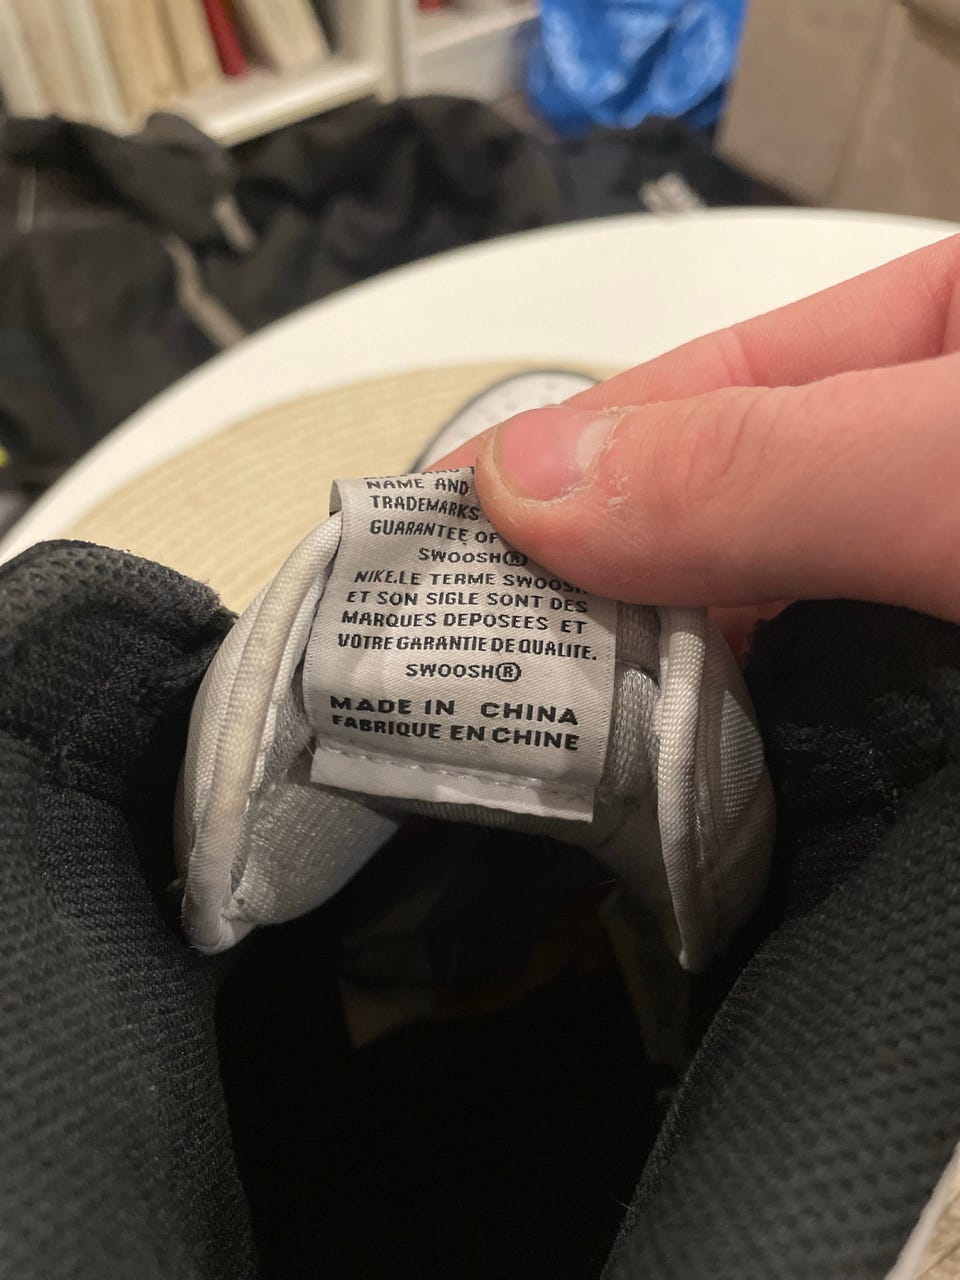 NAME AND
TRADEMARKS
GUARANTEE OF
SWOOSH®
NIKE.LE TERME SWOOSH
ET SON SIGLE SONT DES
MARQUES DEPOSEES ET
VOTRE GARANTIE DE QUALITE.
SWOOSH®
MADE IN CHINA
FABRIQUE EN CHINE